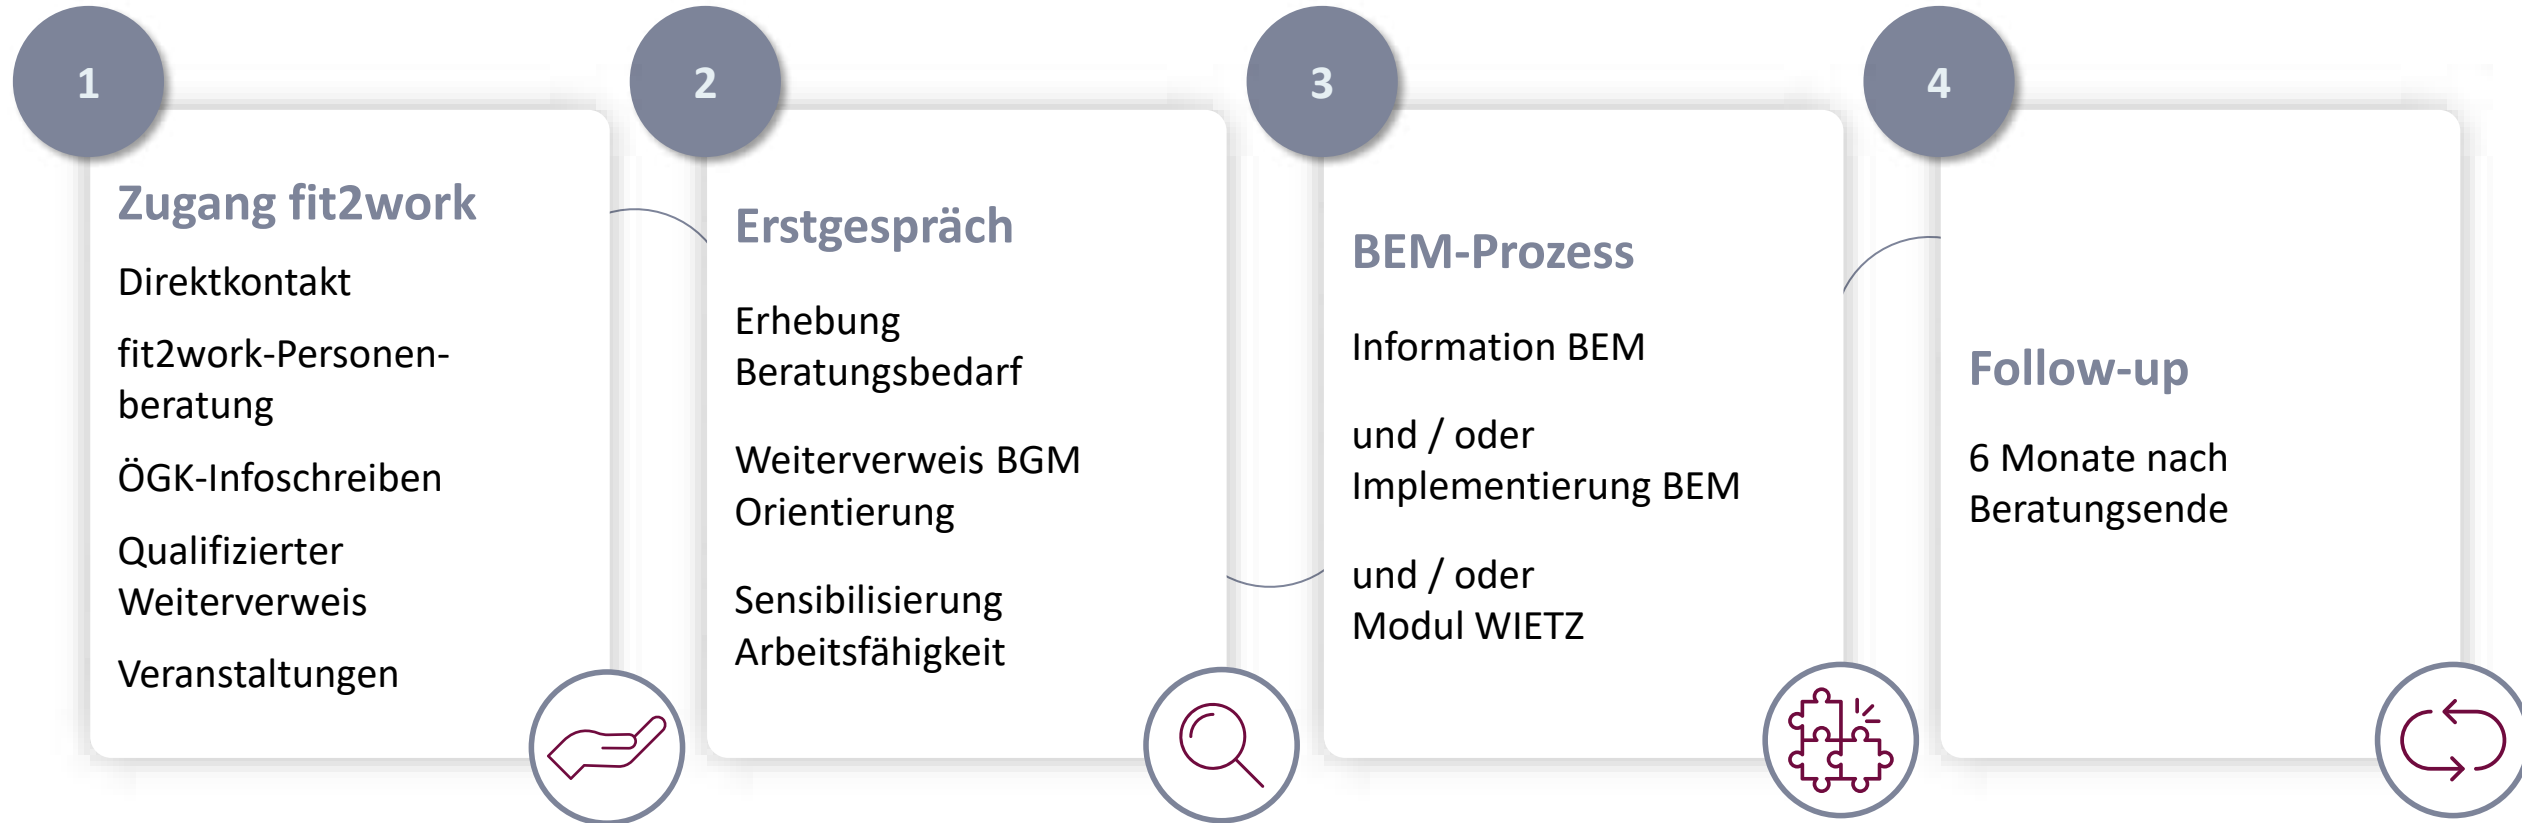 1
Zugang fit2work
Direktkontakt
fit2work-Personen-
beratung
ÖGK-Infoschreiben
Qualifizierter
Weiterverweis
Veranstaltungen
2
Erstgespräch
Erhebung
Beratungsbedarf
Weiterverweis BGM
Orientierung
Sensibilisierung
Arbeitsfähigkeit
3
BEM-Prozess
Information BEM
und / oder
Implementierung BEM
und / oder
Modul WIETZ
4
Follow-up
6 Monate nach
Beratungsende